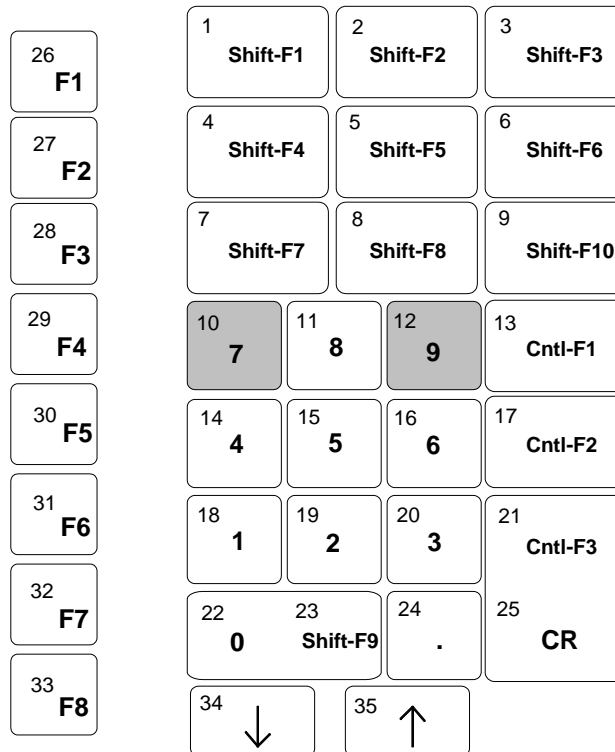 26
F1
27
F2
28
F3
29
F4
30
F5
31
F6
32
F7
33
F8
1 2 3
Shift-F1 Shift-F2 Shift-F3
4 5 6
Shift-F4 Shift-F5 Shift-F6
7 8 9
Shift-F7 Shift-F8 Shift-F10
10 11 12 13
7 8 9 Cntl-F1
14 15 16 17
4 5 6 Cntl-F2
18 19 20 21
1 2 3 Cntl-F3
22 23 24 25
0 Shift-F9 . CR
34 35
↓ ↑